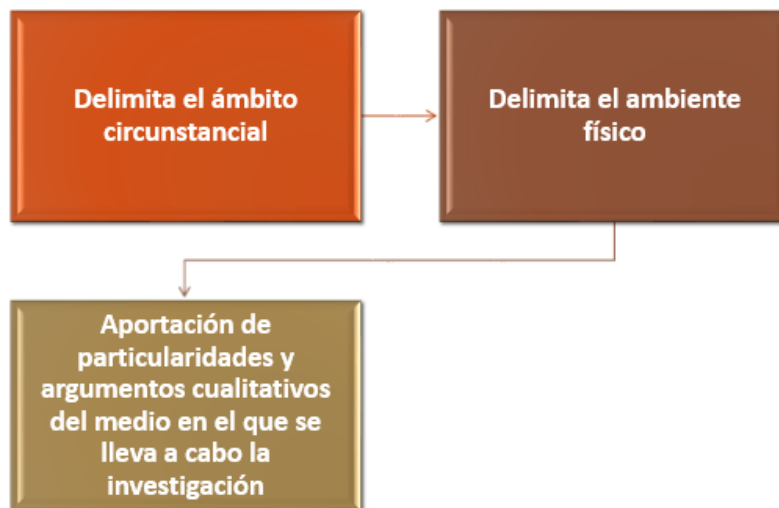 Delimita el ámbito
circunstancial
Delimita el ambiente
físico
Aportación de
particularidades y
argumentos cualitativos
del medio en el que se
lleva a cabo la
investigación